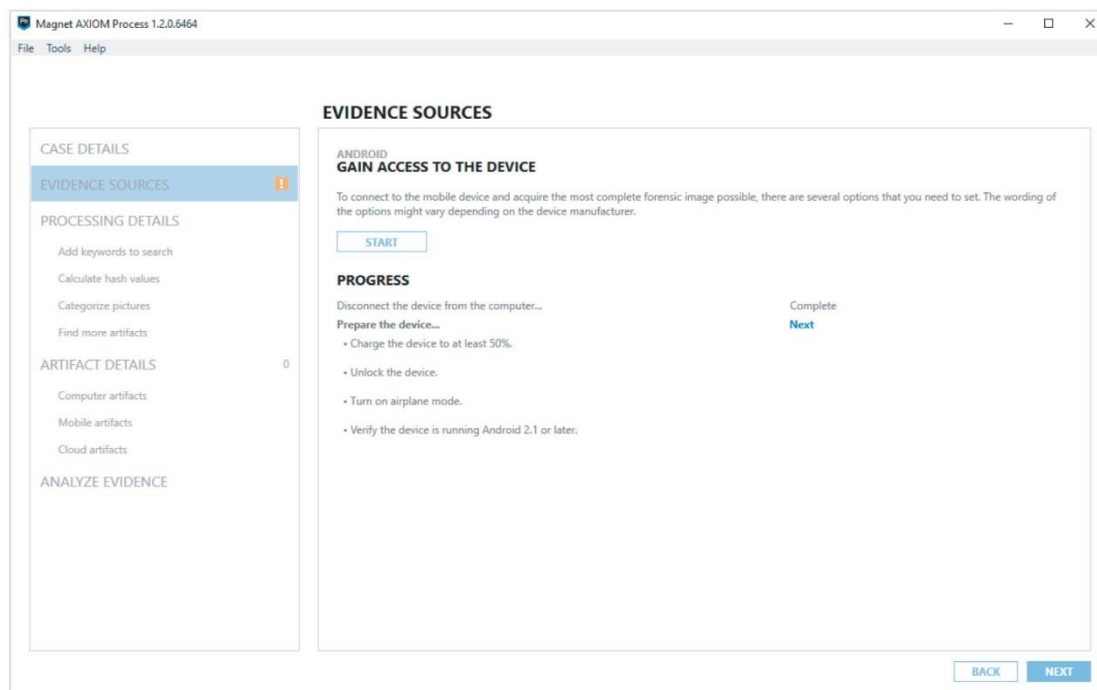 Magnet AXIOM Process 1.2.0.6464
File Tools Help
EVIDENCE SOURCES
CASE DETAILS
EVIDENCE SOURCES
PROCESSING DETAILS
Add keywords to search
Calculate hash values
Categorize pictures
Find more artifacts
ARTIFACT DETAILS 0
Computer artifacts
Mobile artifacts
Cloud artifacts
ANALYZE EVIDENCE
ANDROID
GAIN ACCESS TO THE DEVICE
To connect to the mobile device and acquire the most complete forensic image possible, there are several options that you need to set. The wording of
the options might vary depending on the device manufacturer.
START
PROGRESS
Disconnect the device from the computer... Complete
Prepare the device... Next
• Charge the device to at least 50%.
• Unlock the device.
• Turn on airplane mode.
• Verify the device is running Android 2.1 or later.
BACK NEXT